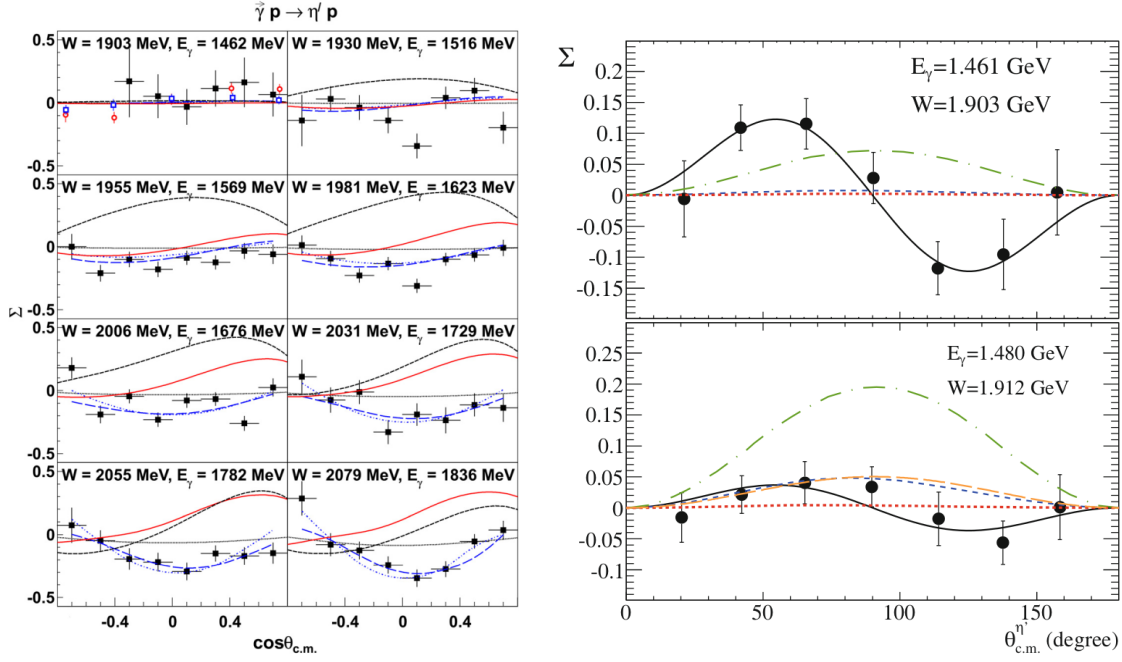 γ⃗ p → η′ p
W = 1903 MeV, Eγ = 1462 MeV
W = 1930 MeV, Eγ = 1516 MeV
0.5
0
-0.5
W = 1955 MeV, Eγ = 1569 MeV
W = 1981 MeV, Eγ = 1623 MeV
0.5
0
-0.5
Σ
W = 2006 MeV, Eγ = 1676 MeV
W = 2031 MeV, Eγ = 1729 MeV
0.5
0
-0.5
W = 2055 MeV, Eγ = 1782 MeV
W = 2079 MeV, Eγ = 1836 MeV
0.5
0
-0.5
-0.4 0 0.4 -0.4 0 0.4
cosθc.m.
Σ
0.2
0.15
0.1
0.05
0
-0.05
-0.1
-0.15
Eγ=1.461 GeV
W=1.903 GeV
0.25
0.2
0.15
0.1
0.05
0
-0.05
-0.1
Eγ=1.480 GeV
W=1.912 GeV
0 50 100 150
θη′c.m. (degree)